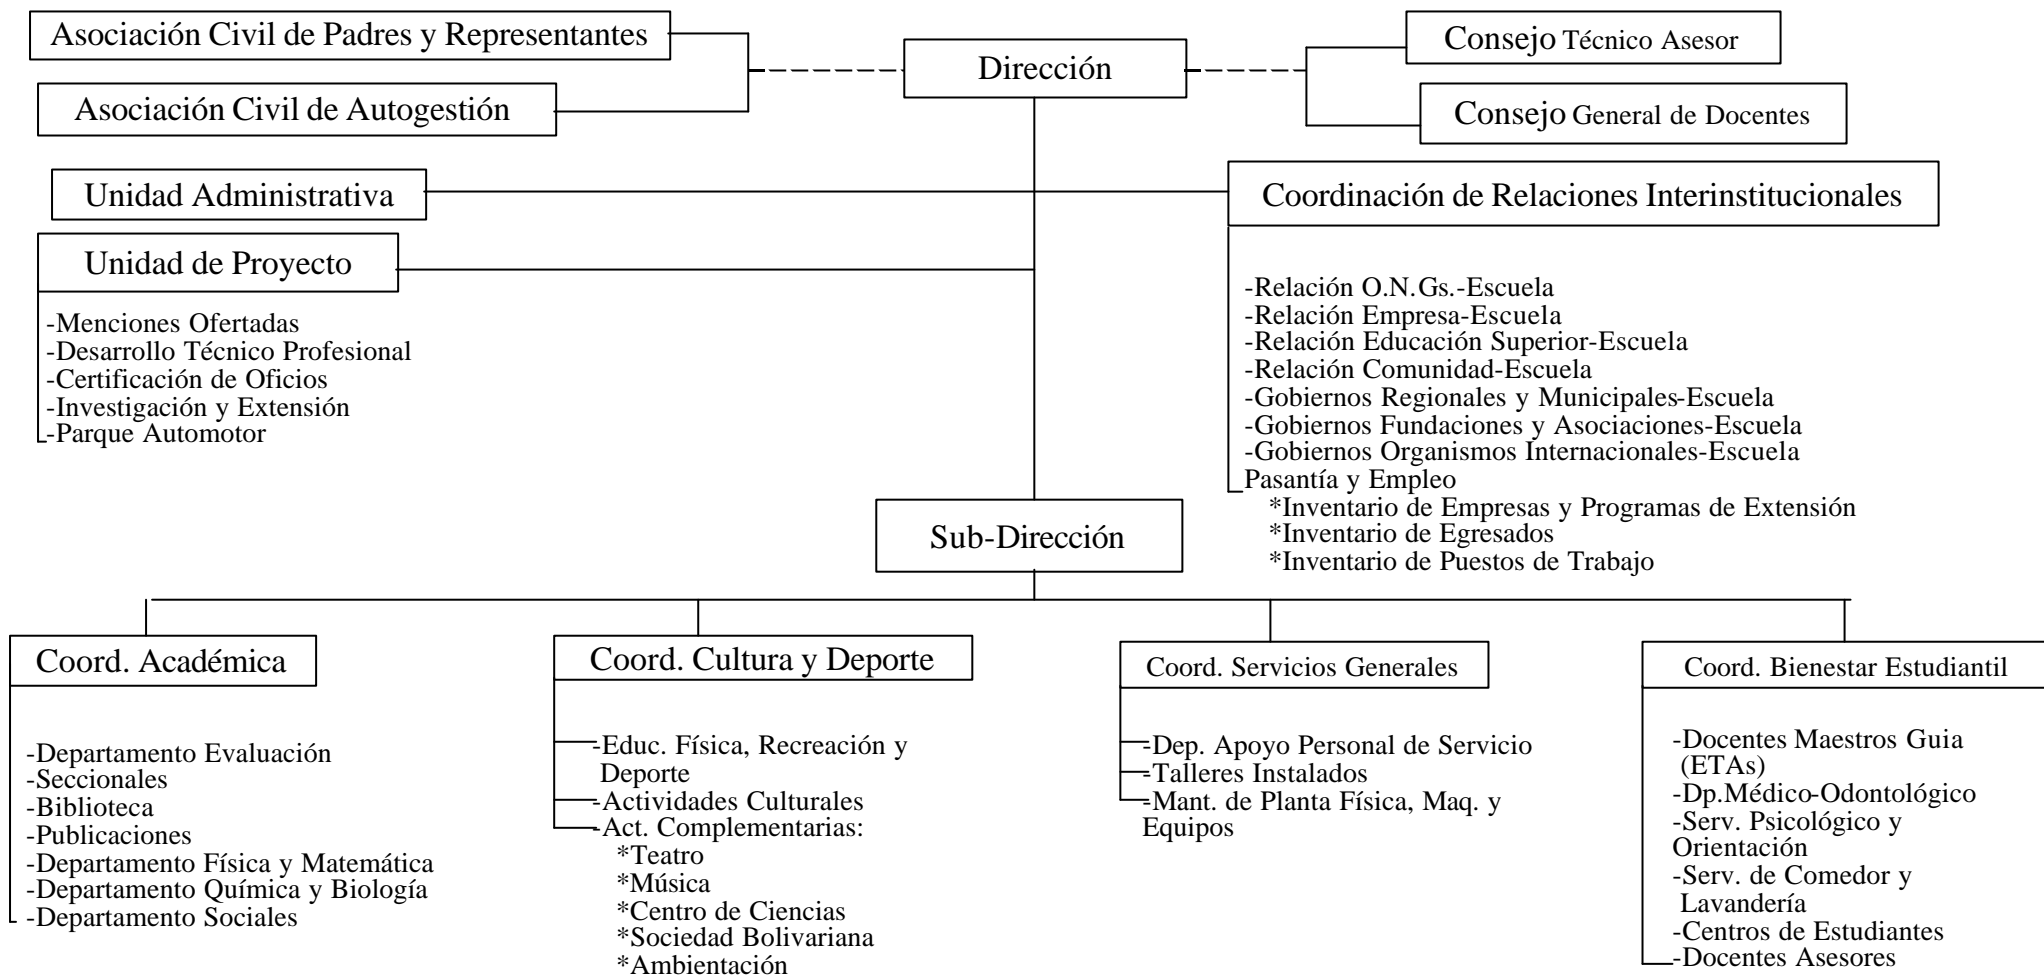 Asociación Civil de Padres y Representantes
Asociación Civil de Autogestión
Dirección
Consejo Técnico Asesor
Consejo General de Docentes
Unidad Administrativa
Coordinación de Relaciones Interinstitucionales
Unidad de Proyecto
-Menciones Ofertadas
-Desarrollo Técnico Profesional
-Certificación de Oficios
-Investigación y Extensión
-Parque Automotor
-Relación O.N.Gs.-Escuela
-Relación Empresa-Escuela
-Relación Educación Superior-Escuela
-Relación Comunidad-Escuela
-Gobiernos Regionales y Municipales-Escuela
-Gobiernos Fundaciones y Asociaciones-Escuela
-Gobiernos Organismos Internacionales-Escuela
Pasantía y Empleo
*Inventario de Empresas y Programas de Extensión
*Inventario de Egresados
*Inventario de Puestos de Trabajo
Sub-Dirección
Coord. Académica
-Departamento Evaluación
-Seccionales
-Biblioteca
-Publicaciones
-Departamento Física y Matemática
-Departamento Química y Biología
-Departamento Sociales
Coord. Cultura y Deporte
-Educ. Física, Recreación y
Deporte
-Actividades Culturales
-Act. Complementarias:
*Teatro
*Música
*Centro de Ciencias
*Sociedad Bolivariana
*Ambientación
Coord. Servicios Generales
-Dep. Apoyo Personal de Servicio
-Talleres Instalados
-Mant. de Planta Física, Maq. y
Equipos
Coord. Bienestar Estudiantil
-Docentes Maestros Guia
(ETAs)
-Dp.Médico-Odontológico
-Serv. Psicológico y
Orientación
-Serv. de Comedor y
Lavandería
-Centros de Estudiantes
-Docentes Asesores